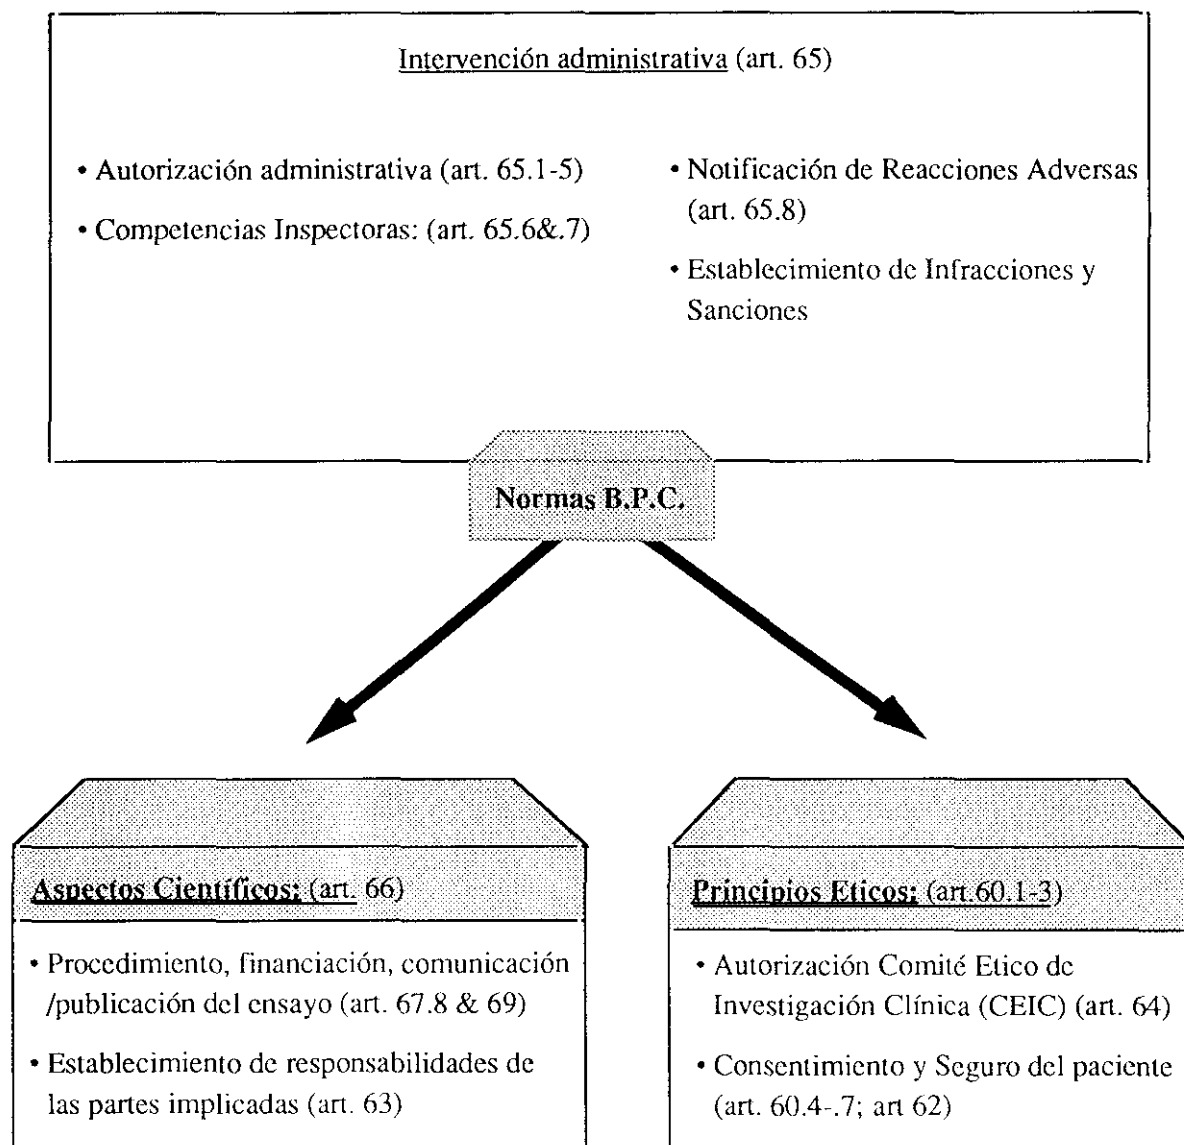 Intervención administrativa (art. 65)
• Autorización administrativa (art. 65.1-5)
• Competencias Inspectoras: (art. 65.6&.7)
• Notificación de Reacciones Adversas
(art. 65.8)
• Establecimiento de Infracciones y
Sanciones
Normas B.P.C.
Aspectos Científicos: (art. 66)
• Procedimiento, financiación, comunicación
/publicación del ensayo (art. 67.8 & 69)
• Establecimiento de responsabilidades de
las partes implicadas (art. 63)
Principios Eticos: (art.60.1-3)
• Autorización Comité Etico de
Investigación Clínica (CEIC) (art. 64)
• Consentimiento y Seguro del paciente
(art. 60.4-.7; art 62)